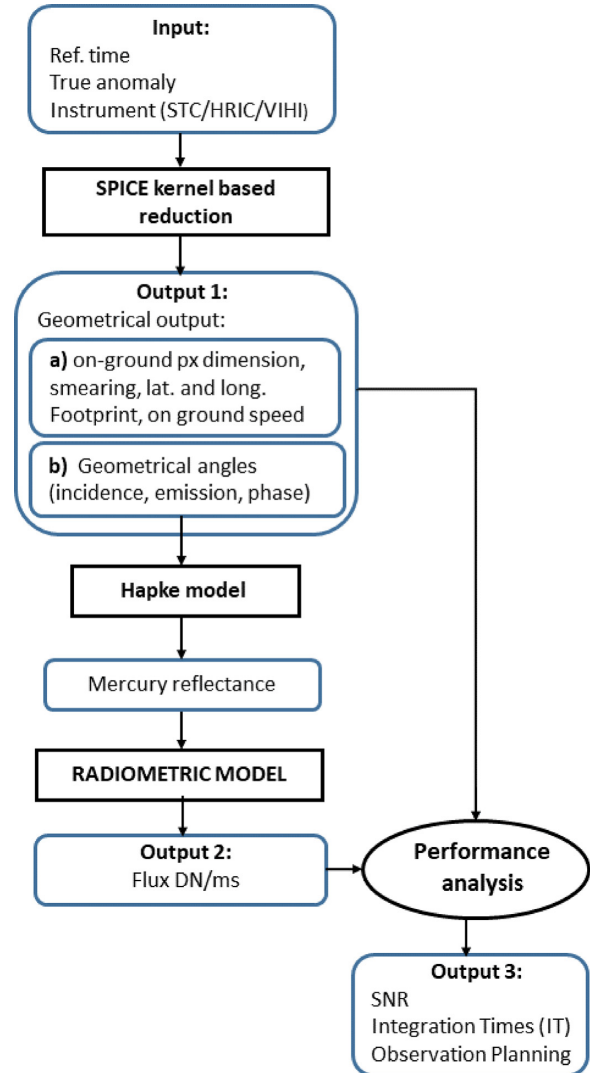 Input:
Ref. time
True anomaly
Instrument (STC/HRIC/VIHI)
SPICE kernel based
reduction
Output 1:
Geometrical output:
a) on-ground px dimension,
smearing, lat. and long.
Footprint, on ground speed
b) Geometrical angles
(incidence, emission, phase)
Hapke model
Mercury reflectance
RADIOMETRIC MODEL
Output 2:
Flux DN/ms
Performance
analysis
Output 3:
SNR
Integration Times (IT)
Observation Planning